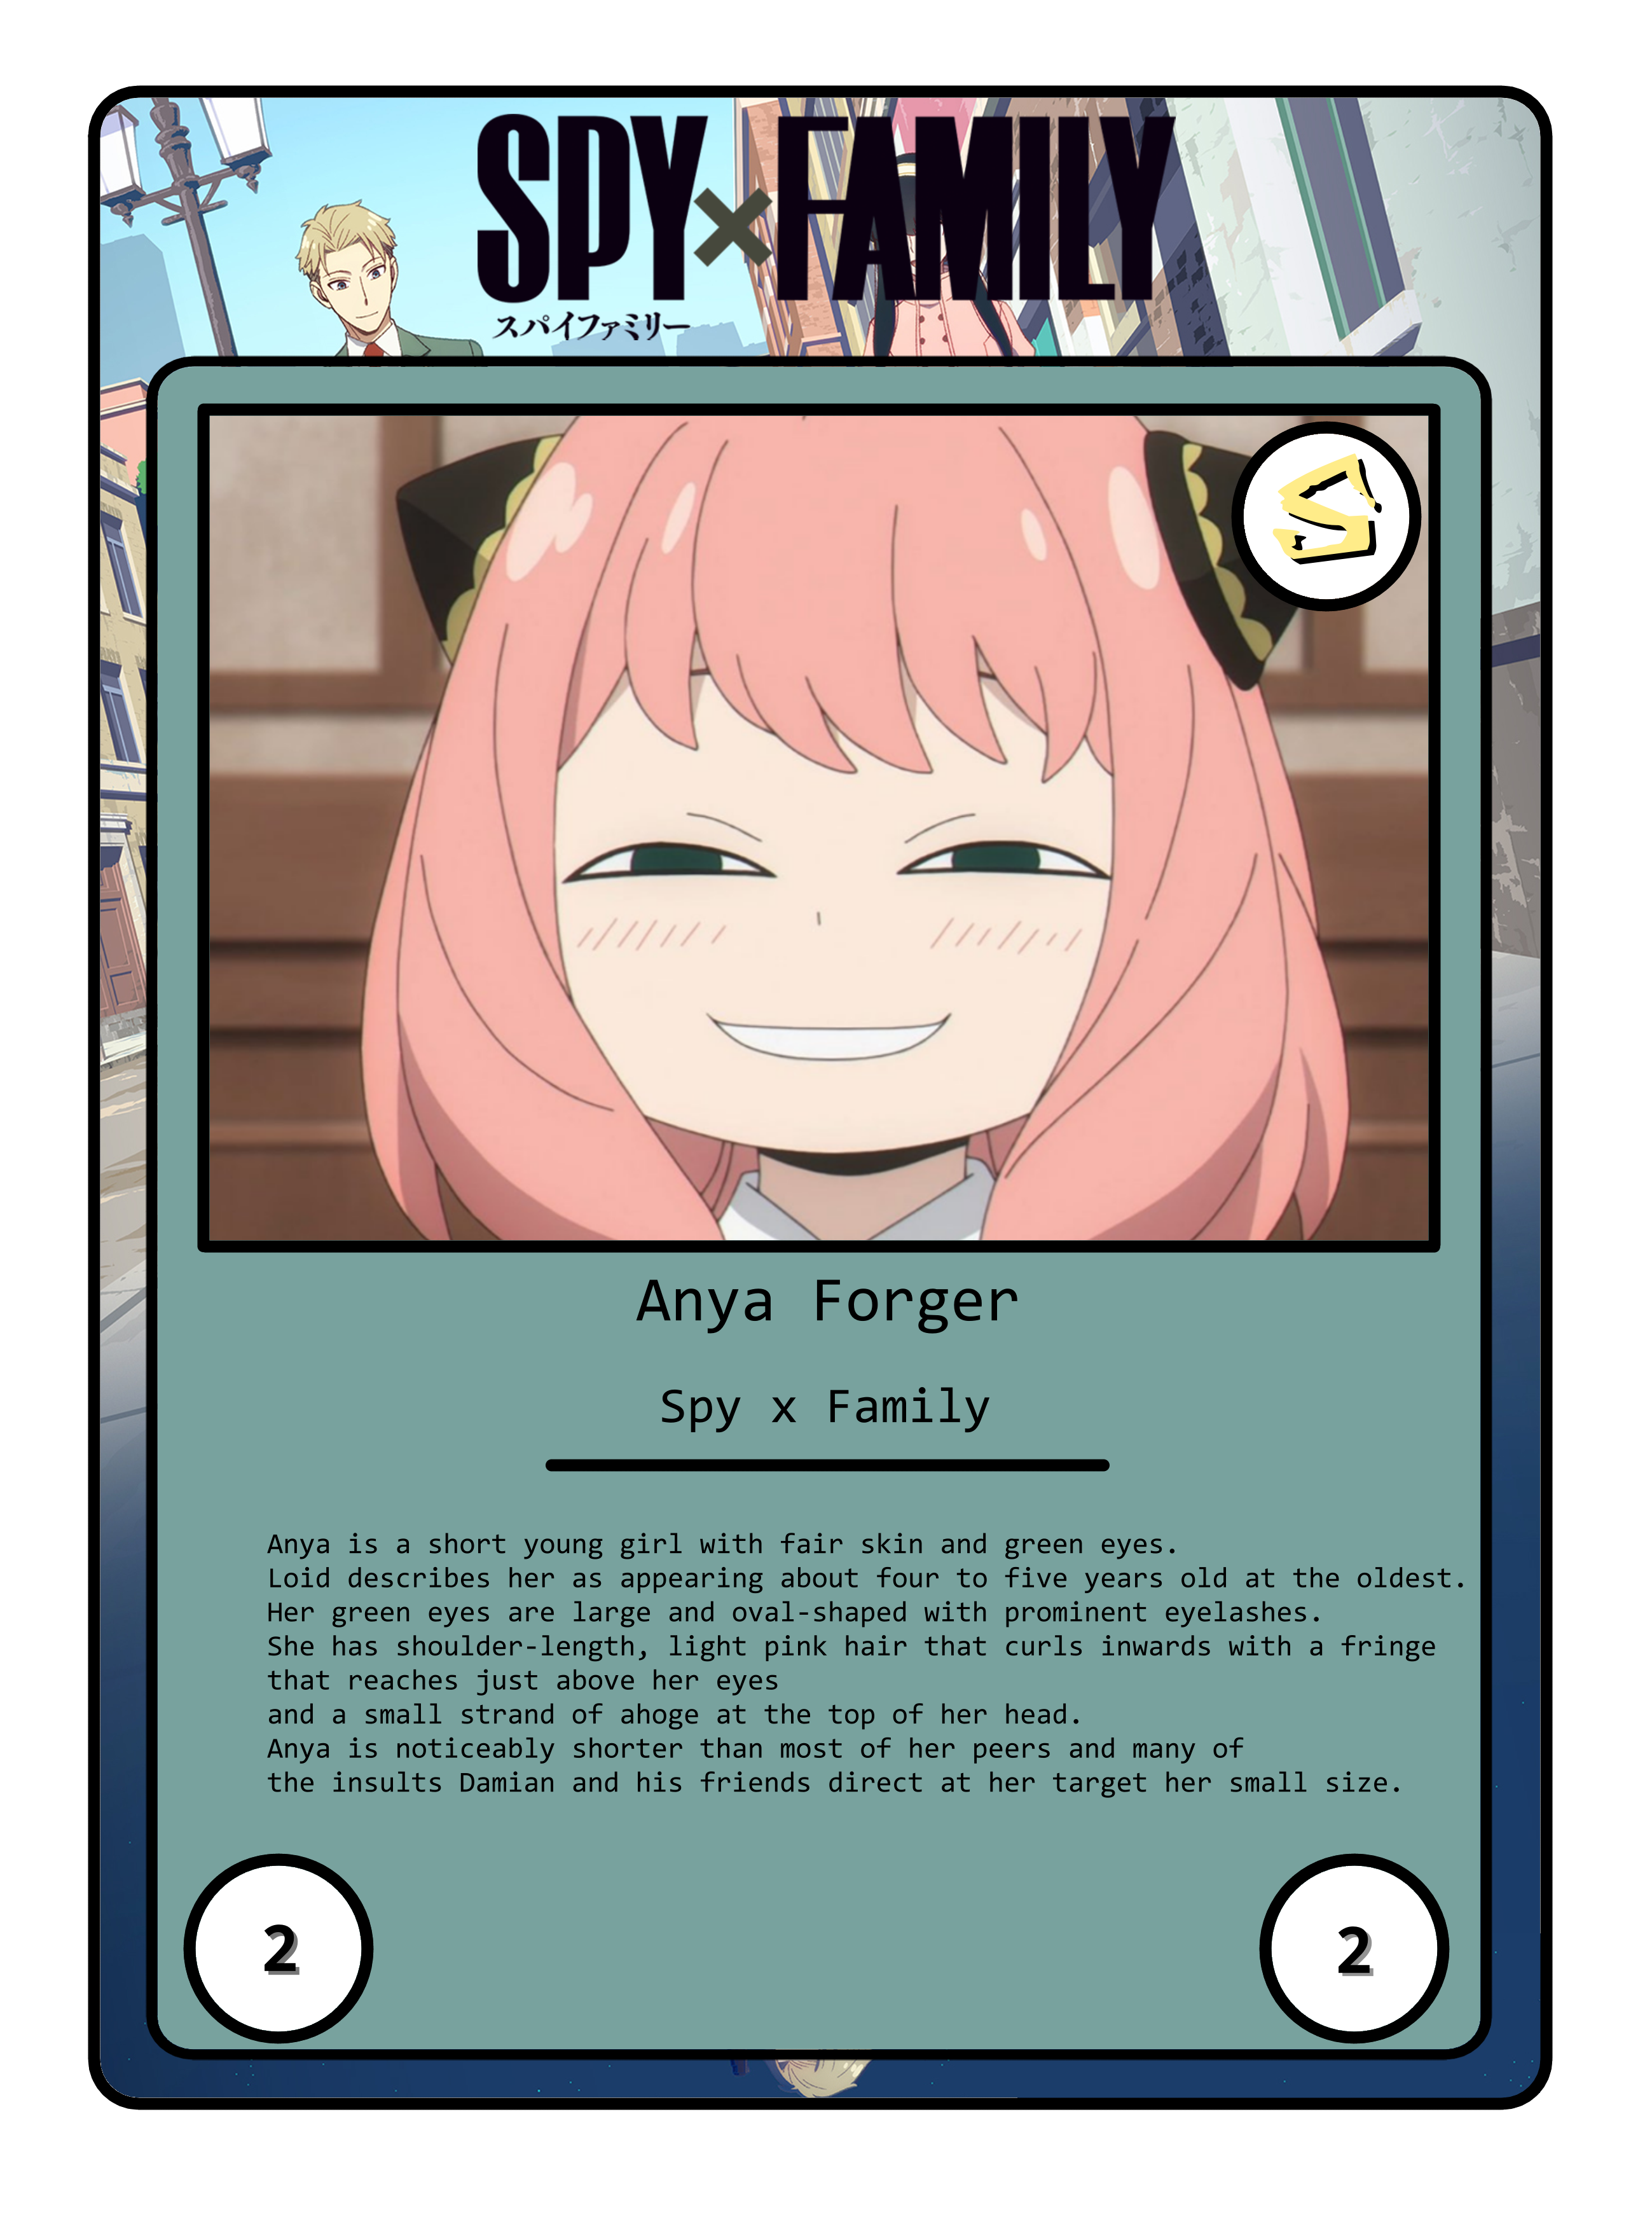 SPY×FAMILY
スパイファミリー
S
Anya Forger
Spy x Family
Anya is a short young girl with fair skin and green eyes.
Loid describes her as appearing about four to five years old at the oldest.
Her green eyes are large and oval-shaped with prominent eyelashes.
She has shoulder-length, light pink hair that curls inwards with a fringe
that reaches just above her eyes
and a small strand of ahoge at the top of her head.
Anya is noticeably shorter than most of her peers and many of
the insults Damian and his friends direct at her target her small size.
2
2